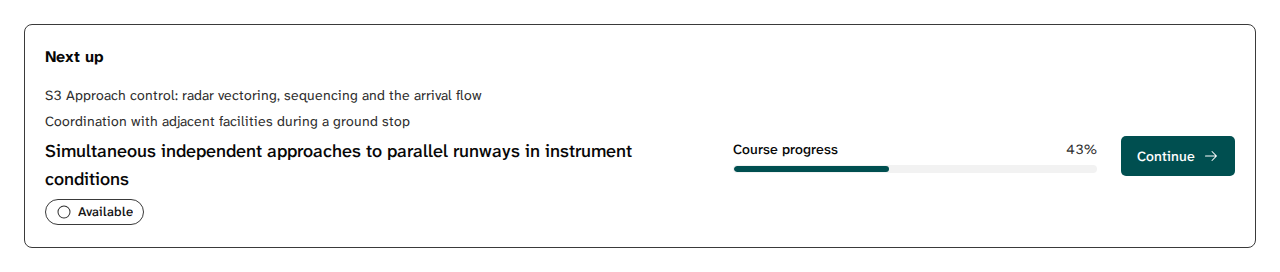 Next up
S3 Approach control: radar vectoring, sequencing and the arrival flow
Coordination with adjacent facilities during a ground stop
Simultaneous independent approaches to parallel runways in instrument
conditions
Available
Course progress
43%
Continue